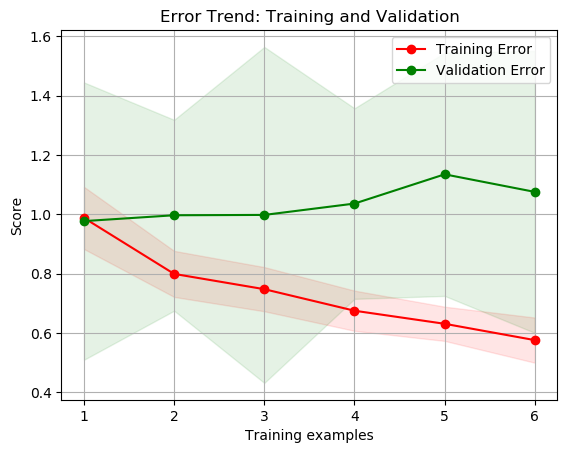 Error Trend: Training and Validation
Training Error
Validation Error
Score
1.6
1.4
1.2
1.0
0.8
0.6
0.4
1 2 3 4 5 6
Training examples